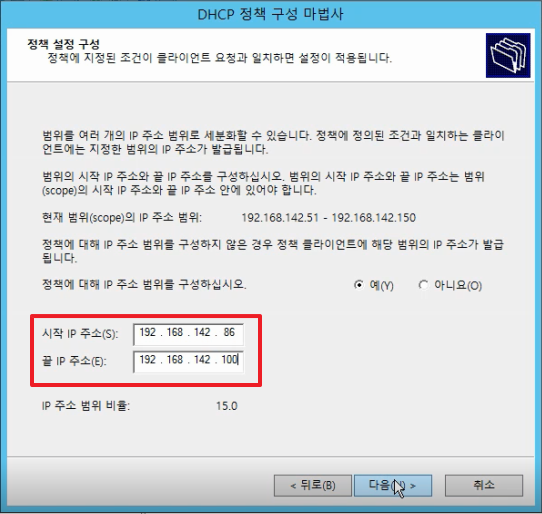 DHCP 정책 구성 마법사
정책 설정 구성
정책에 지정된 조건이 클라이언트 요청과 일치하면 설정이 적용됩니다.
범위를 여러 개의 IP 주소 범위로 세분화할 수 있습니다. 정책에 정의된 조건과 일치하는 클라이
언트에는 지정한 범위의 IP 주소가 발급됩니다.
범위의 시작 IP 주소와 끝 IP 주소를 구성하십시오. 범위의 시작 IP 주소와 끝 IP 주소는 범위
(scope)의 시작 IP 주소와 끝 IP 주소 안에 있어야 합니다.
현재 범위(scope)의 IP 주소 범위: 192.168.142.51 - 192.168.142.150
정책에 대해 IP 주소 범위를 구성하지 않은 경우 정책 클라이언트에 해당 범위의 IP 주소가 발급
됩니다.
정책에 대해 IP 주소 범위를 구성하십시오. 예(Y) 아니요(O)
시작 IP 주소(S): 192 . 168 . 142 . 86
끝 IP 주소(E): 192 . 168 . 142 . 100
IP 주소 범위 비율: 15.0
< 뒤로(B) 다음 > 취소